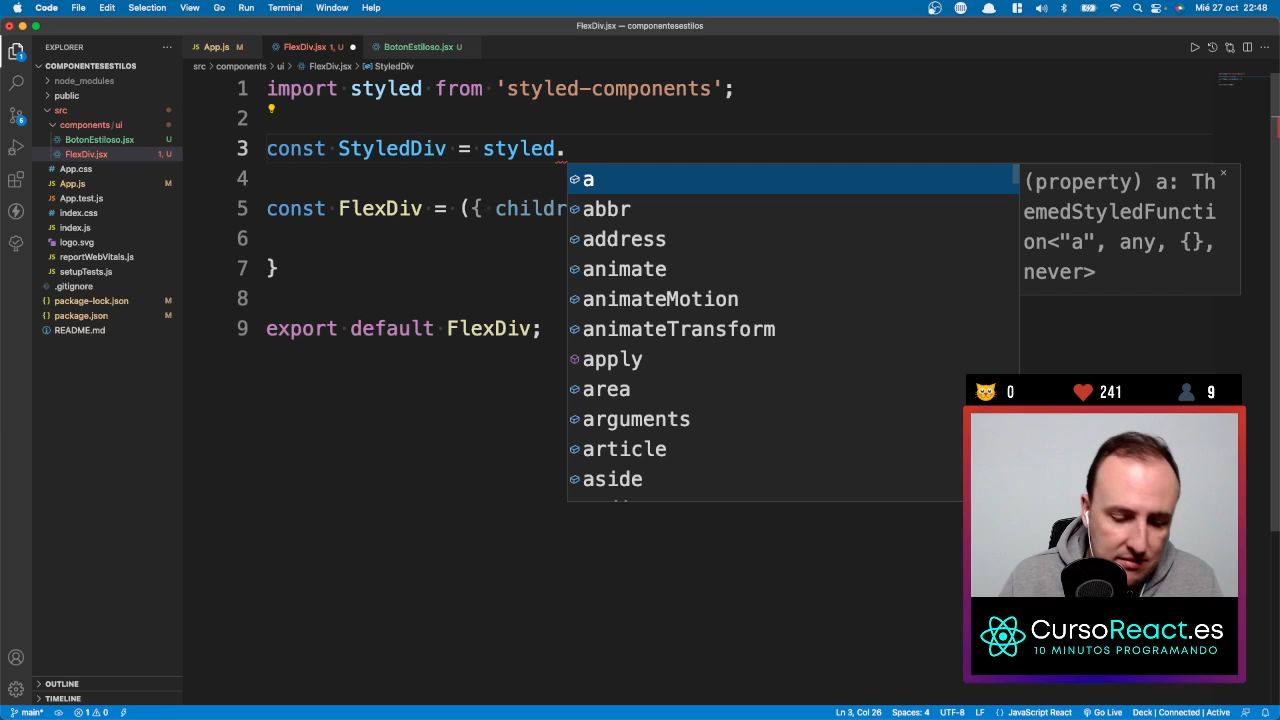 Code File Edit Selection View Go Run Terminal Window Help Mié 27 oct 22:48
FlexDiv.jsx — componentesestilos
EXPLORER
App.js M
FlexDiv.jsx 1, U
BotonEstiloso.jsx U
COMPONENTESESTILOS
node_modules
public
src
components / ui
BotonEstiloso.jsx U
FlexDiv.jsx 1, U
App.css
App.js M
App.test.js
index.css
index.js
logo.svg
reportWebVitals.js
setupTests.js
.gitignore
package-lock.json M
package.json M
README.md
OUTLINE
TIMELINE
src > components > ui > FlexDiv.jsx > StyledDiv
1 import styled from 'styled-components';
2
3 const StyledDiv = styled.
4
5 const FlexDiv = ({ childr
6
7 }
8
9 export default FlexDiv;
a
abbr
address
animate
animateMotion
animateTransform
apply
area
arguments
article
aside
(property) a: Th
emedStyledFuncti
on<"a", any, {},
never>
0 241 9
CursoReact.es
10 MINUTOS PROGRAMANDO
main* 1 0 Ln 3, Col 26 Spaces: 4 UTF-8 LF { } JavaScript React Go Live Deck | Connected | Active